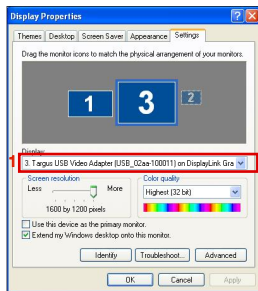 Display Properties
Themes Desktop Screen Saver Appearance Settings
Drag the monitor icons to match the physical arrangement of your monitors.
1 3 2
Display:
1
3. Targus USB Video Adapter (USB_02aa-100011) on DisplayLink Gra
Screen resolution
Less More
1600 by 1200 pixels
Color quality
Highest (32 bit)
Use this device as the primary monitor.
Extend my Windows desktop onto this monitor.
Identify Troubleshoot... Advanced
OK Cancel Apply